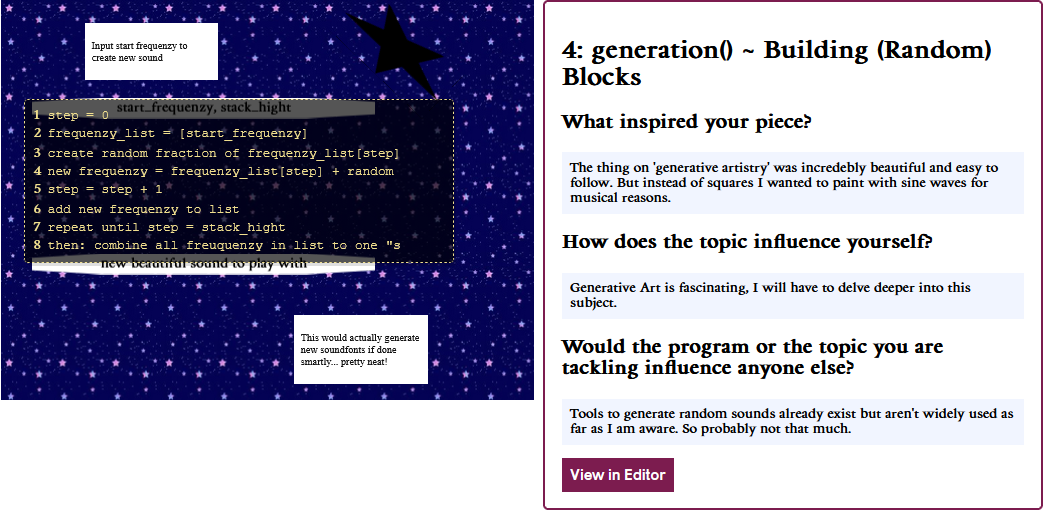 Input start frequenzy to
create new sound
start_frequenzy, stack_hight
1 step = 0
2 frequenzy_list = [start_frequenzy]
3 create random fraction of frequenzy_list[step]
4 new frequenzy = frequenzy_list[step] + random
5 step = step + 1
6 add new frequenzy to list
7 repeat until step = stack_hight
8 then: combine all freuquenzy in list to one "s
new beautiful sound to play with
This would actually generate
new soundfonts if done
smartly... pretty neat!
4: generation() ~ Building (Random)
Blocks
What inspired your piece?
The thing on 'generative artistry' was incredebly beautiful and easy to
follow. But instead of squares I wanted to paint with sine waves for
musical reasons.
How does the topic influence yourself?
Generative Art is fascinating, I will have to delve deeper into this
subject.
Would the program or the topic you are
tackling influence anyone else?
Tools to generate random sounds already exist but aren't widely used as
far as I am aware. So probably not that much.
View in Editor